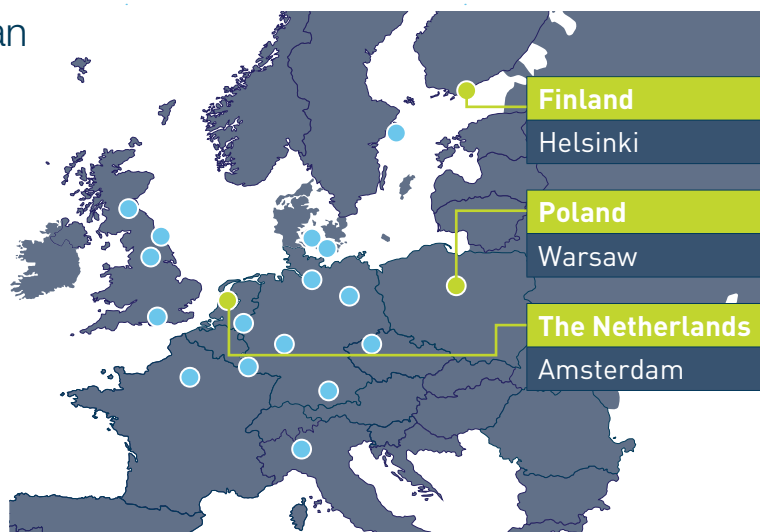 an
Finland
Helsinki
Poland
Warsaw
The Netherlands
Amsterdam